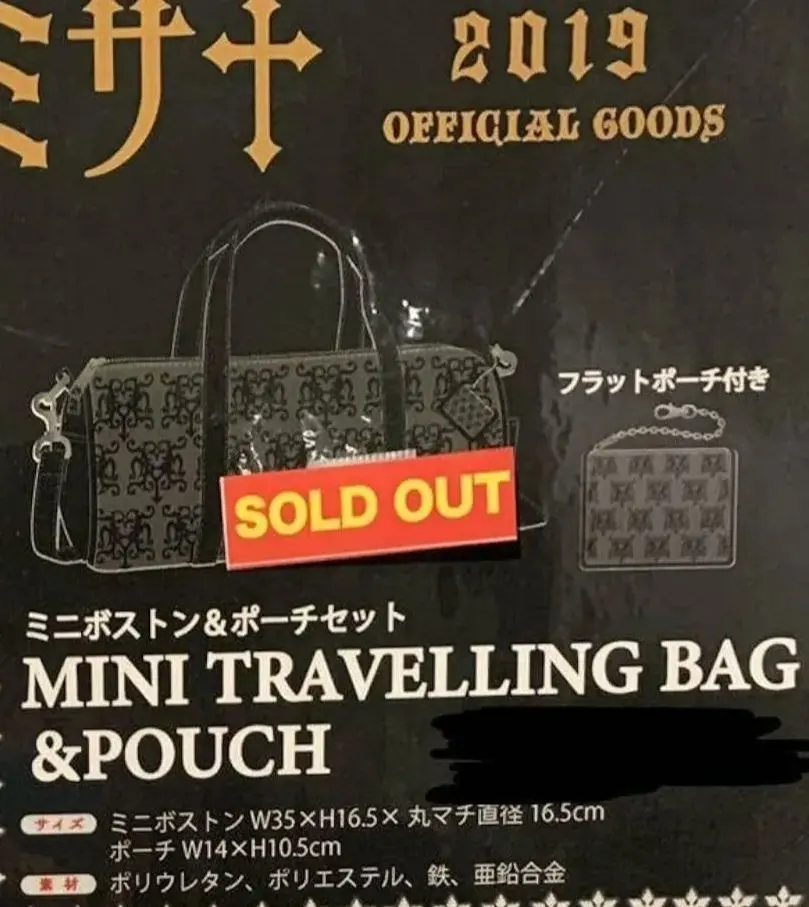 ミサ
2019
OFFICIAL GOODS
フラットポーチ付き
SOLD OUT
ミニボストン&ポーチセット
MINI TRAVELLING BAG
&POUCH
サイズ ミニボストン W35×H16.5× 丸マチ直径 16.5cm
ポーチ W14×H10.5cm
素材 ポリウレタン、ポリエステル、鉄、亜鉛合金